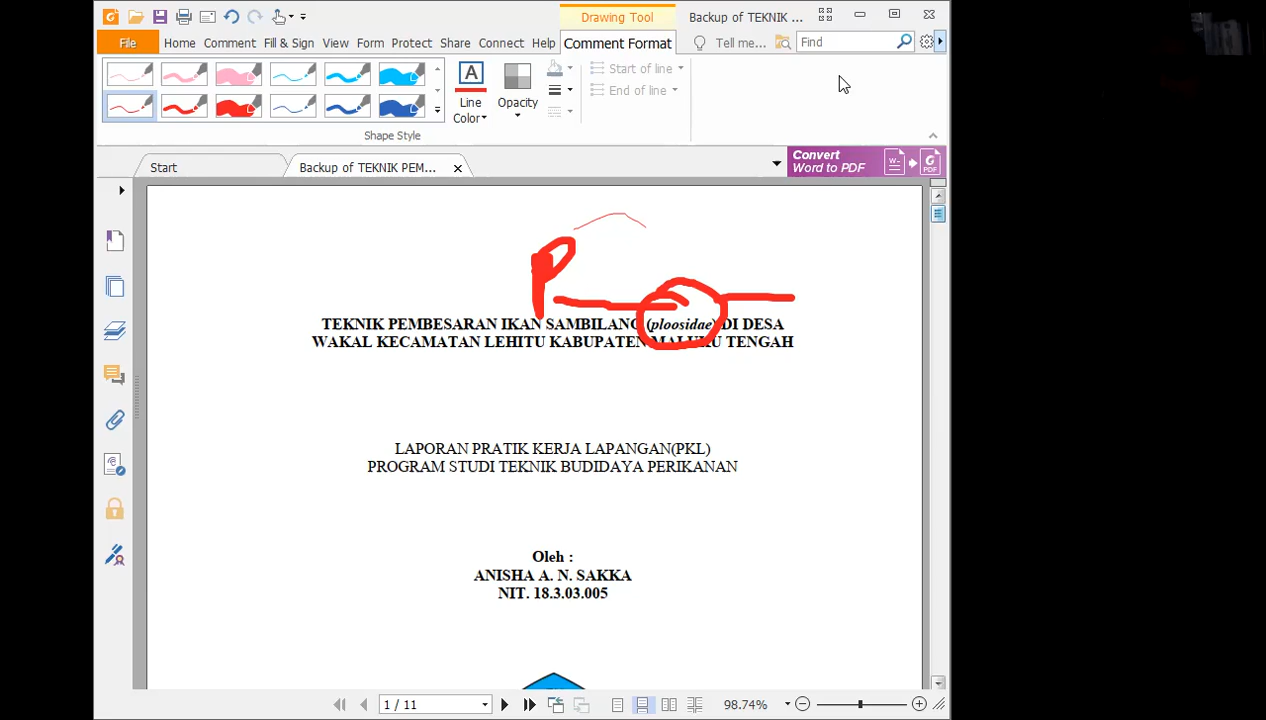 Drawing Tool
Backup of TEKNIK ...
File Home Comment Fill & Sign View Form Protect Share Connect Help Comment Format Tell me... Find
Line Color
Opacity
Start of line
End of line
Shape Style
Start
Backup of TEKNIK PEM...
Convert
Word to PDF
W
PDF
TEKNIK PEMBESARAN IKAN SAMBILANG (ploosidae) DI DESA
WAKAL KECAMATAN LEHITU KABUPATEN MALUKU TENGAH
LAPORAN PRATIK KERJA LAPANGAN(PKL)
PROGRAM STUDI TEKNIK BUDIDAYA PERIKANAN
Oleh :
ANISHA A. N. SAKKA
NIT. 18.3.03.005
1 / 11
98.74%